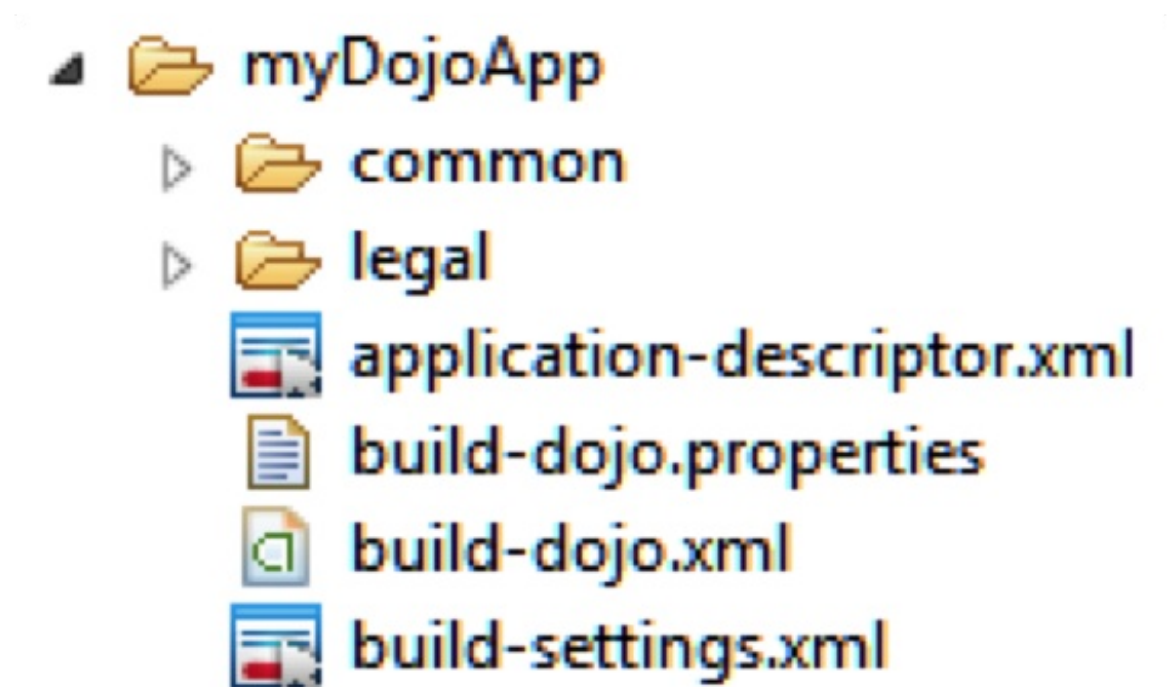 myDojoApp
common
legal
application-descriptor.xml
build-dojo.properties
build-dojo.xml
build-settings.xml